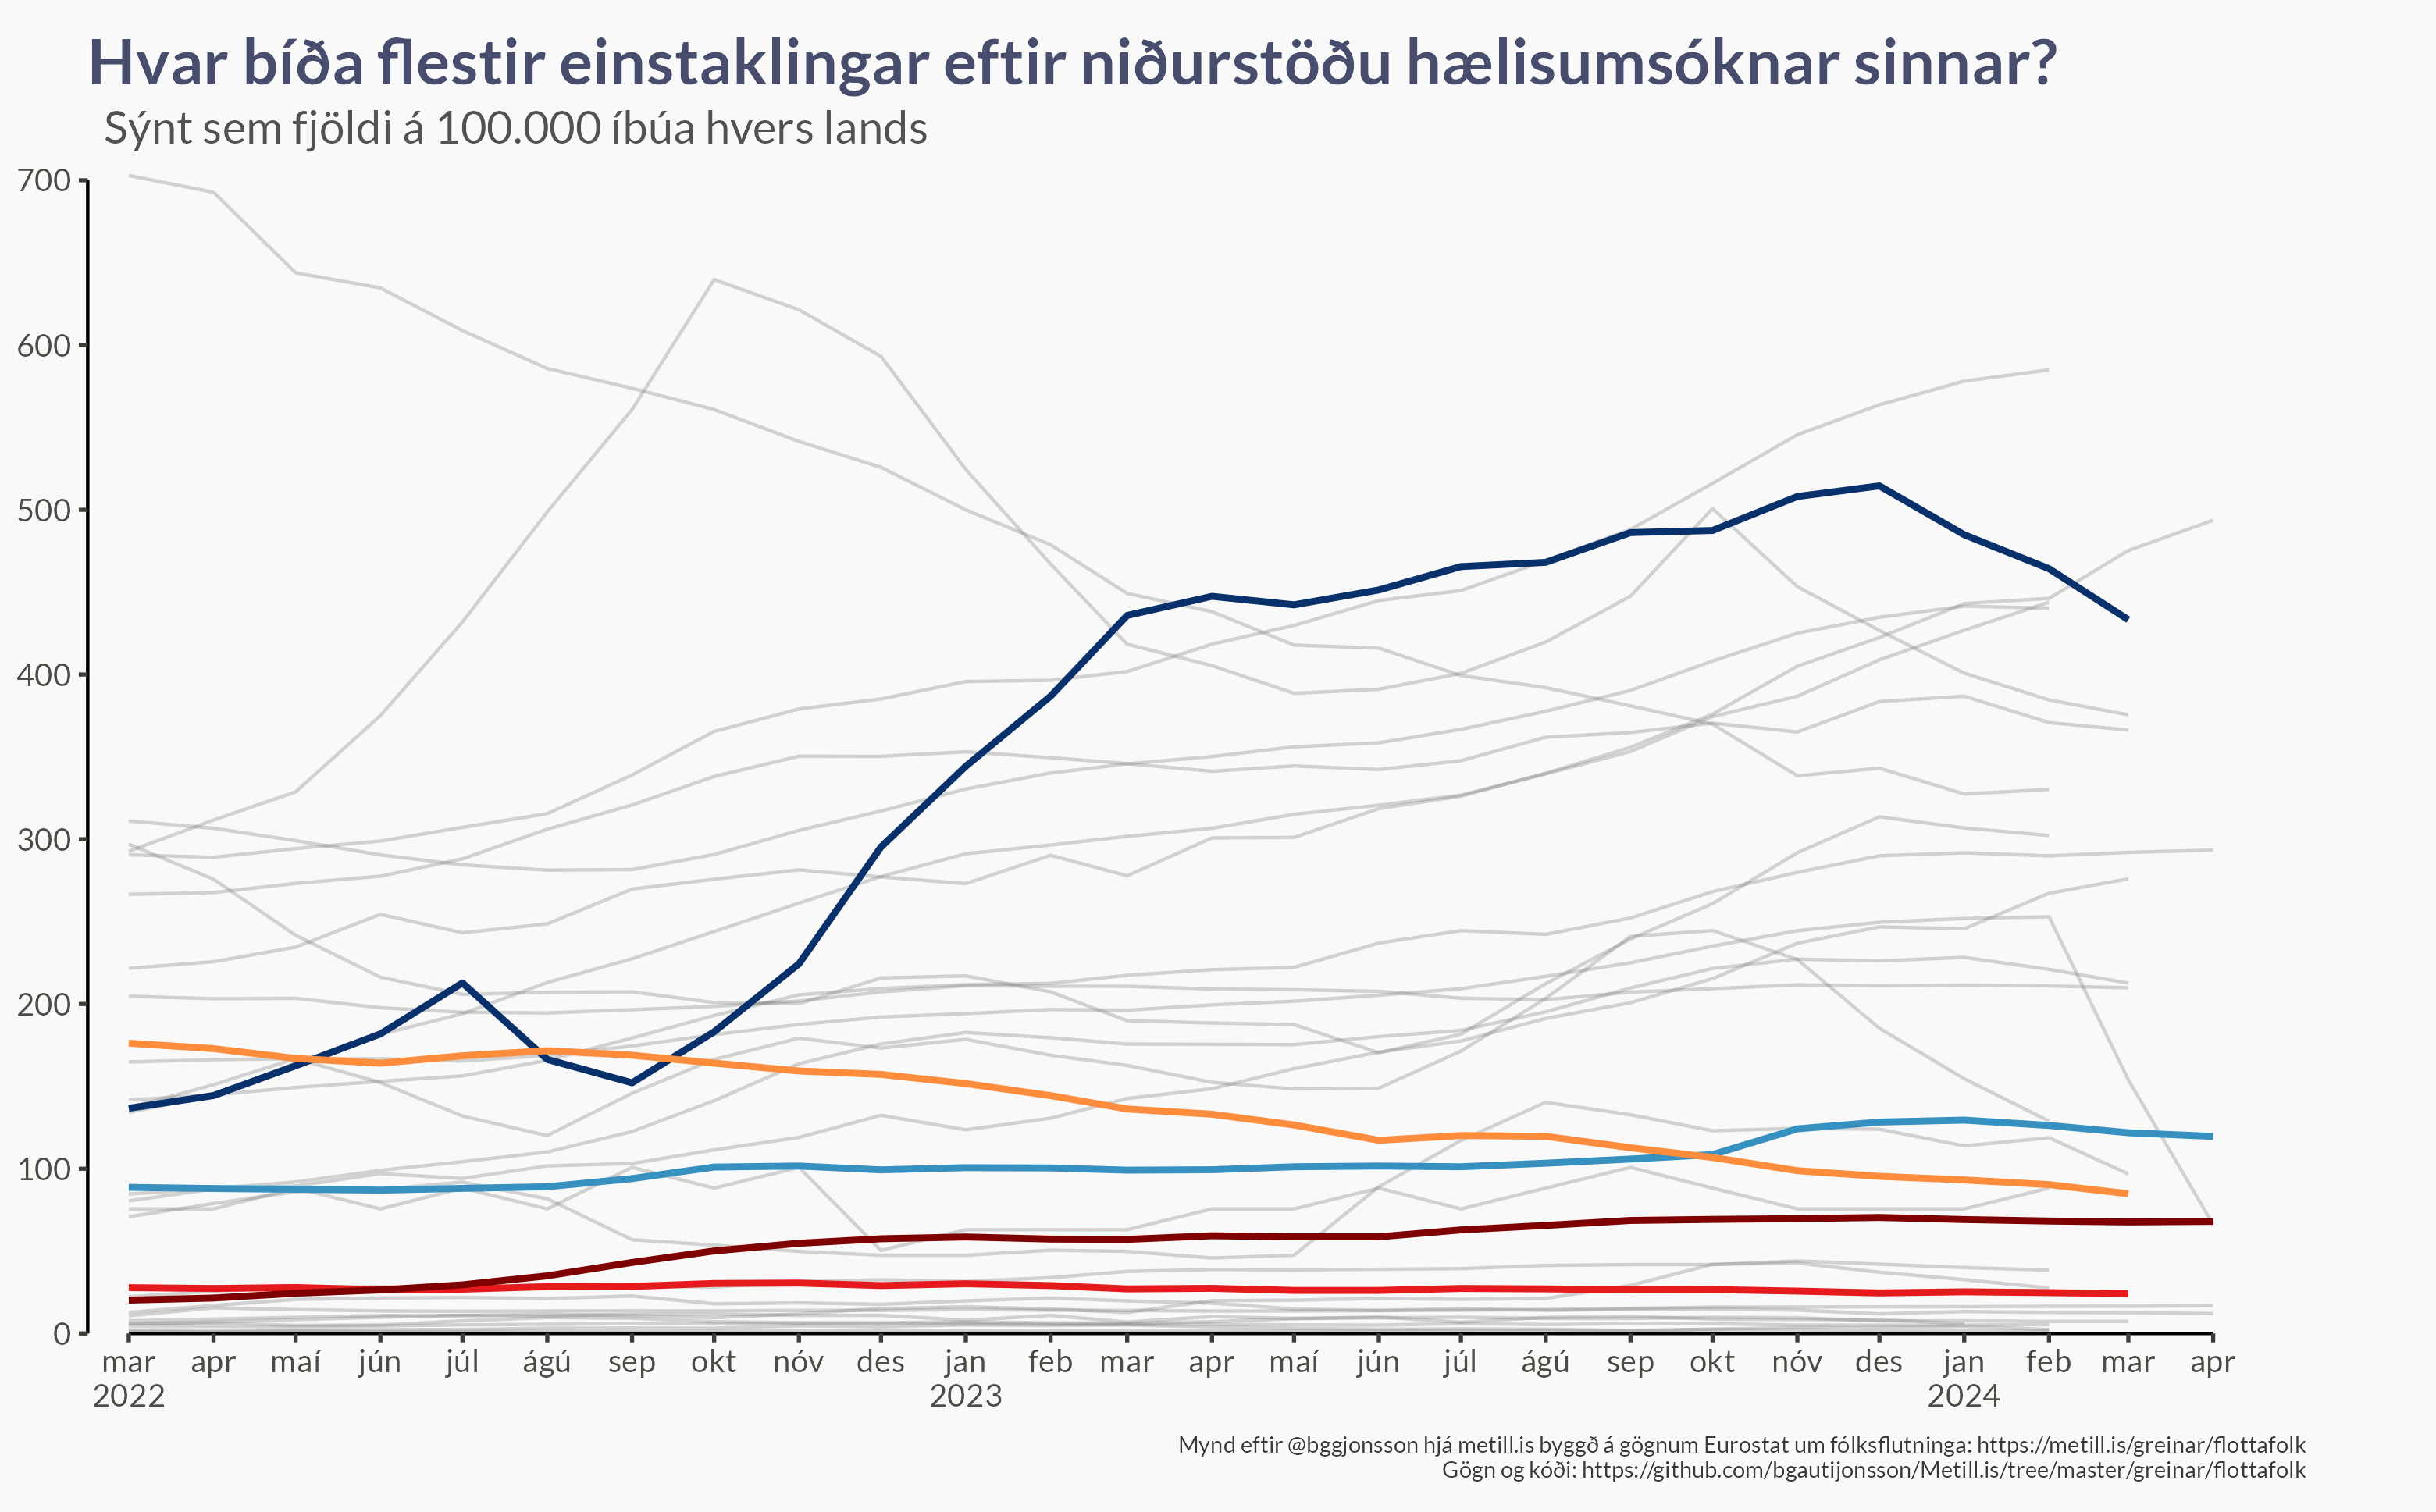 Hvar bíða flestir einstaklingar eftir niðurstöðu hælisumsóknar sinnar?
Sýnt sem fjöldi á 100.000 íbúa hvers lands
700
600
500
400
300
200
100
0
mar apr maí jún júl ágú sep okt nóv des jan feb mar apr maí jún júl ágú sep okt nóv des jan feb mar apr
2022 2023 2024
Mynd eftir @bggjonsson hjá metill.is byggð á gögnum Eurostat um fólksflutninga: https://metill.is/greinar/flottafolk
Gögn og kóði: https://github.com/bgautijonsson/Metill.is/tree/master/greinar/flottafolk